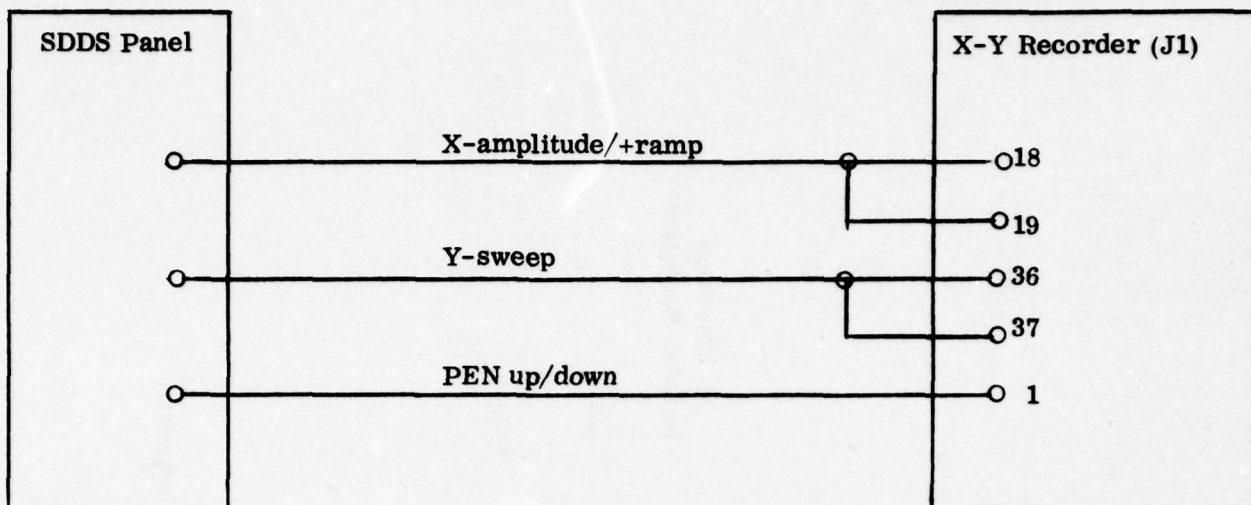 SDDS Panel
X-Y Recorder (J1)
X-amplitude/+ramp
18
19
Y-sweep
36
37
PEN up/down
1